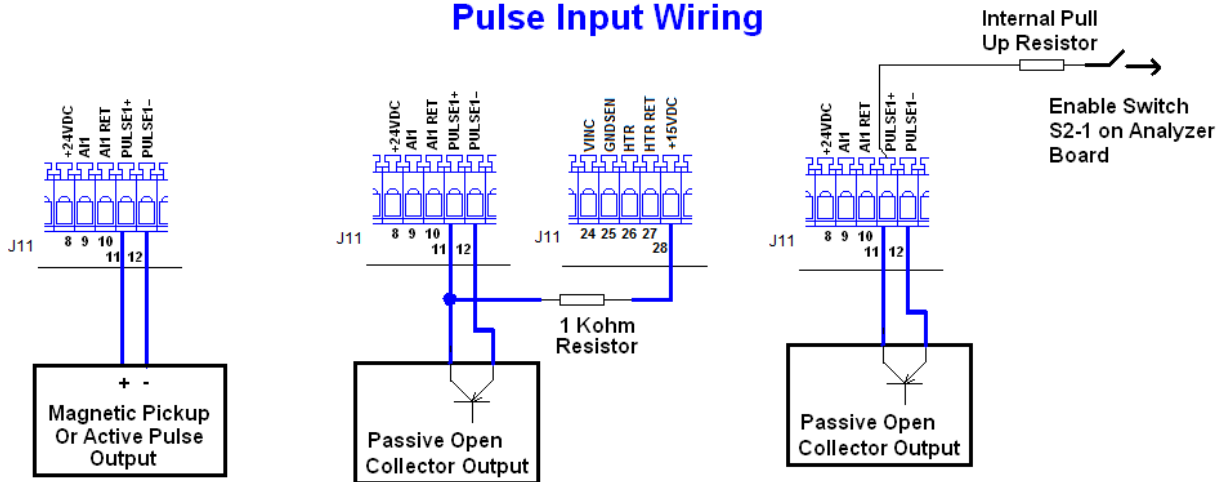 Pulse Input Wiring
+24VDC
AI1
AI1 RET
PULSE1+
PULSE1-
J11
8 9 10
11 12
+ -
Magnetic Pickup
Or Active Pulse
Output
+24VDC
AI1
AI1 RET
PULSE1+
PULSE1-
J11
8 9 10
11 12
VINC
GNDSEN
HTR
HTR RET
+15VDC
J11
24 25 26 27
28
1 Kohm
Resistor
Passive Open
Collector Output
Internal Pull
Up Resistor
Enable Switch
S2-1 on Analyzer
Board
+24VDC
AI1
AI1 RET
PULSE1+
PULSE1-
J11
8 9 10
11 12
Passive Open
Collector Output